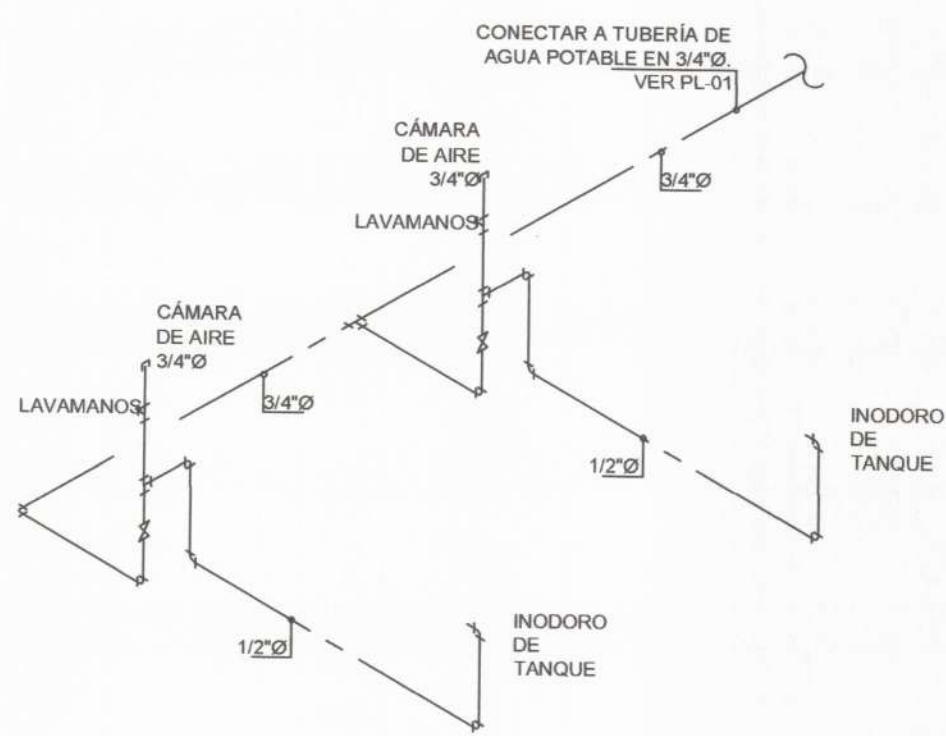 CONECTAR A TUBERÍA DE
AGUA POTABLE EN 3/4"Ø.
VER PL-01
CÁMARA
DE AIRE
3/4"Ø
3/4"Ø
LAVAMANOS
CÁMARA
DE AIRE
3/4"Ø
3/4"Ø
LAVAMANOS
INODORO
DE
TANQUE
1/2"Ø
INODORO
DE
TANQUE
1/2"Ø